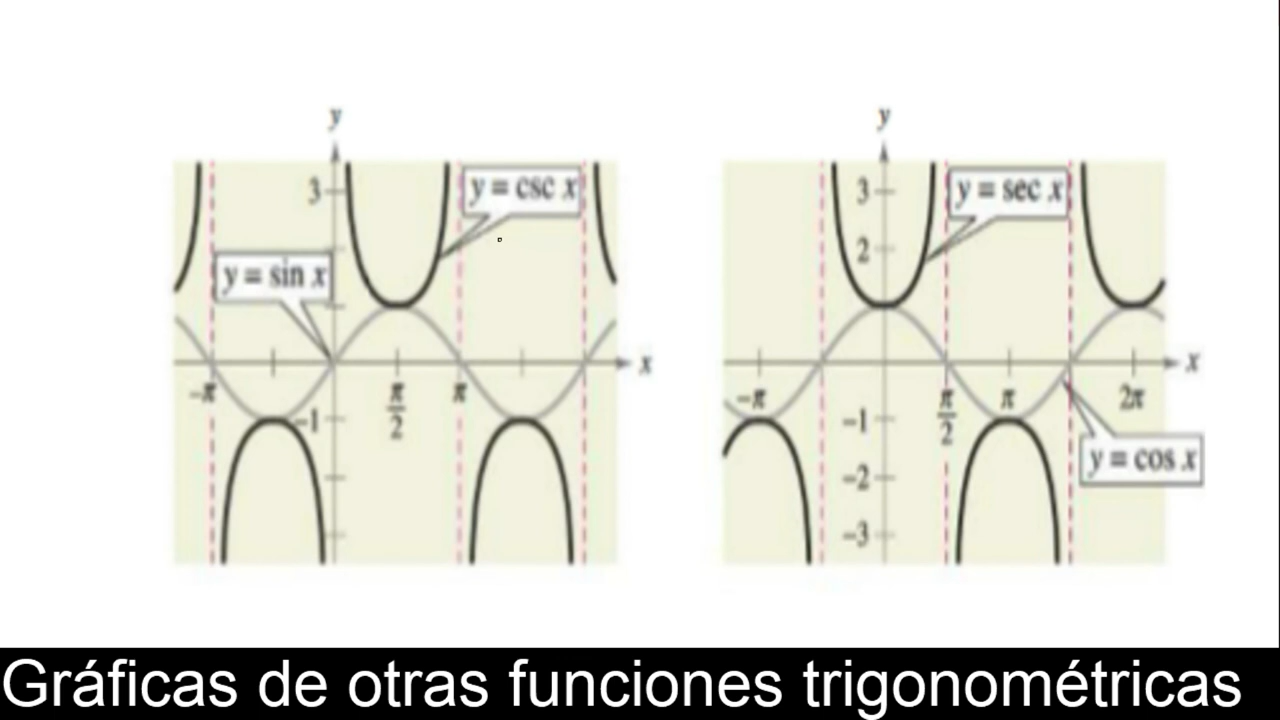 y
3
y = csc x
y = sin x
x
-π
π
2
π
-1
y
3
y = sec x
2
x
-π
π
2
π
2π
-1
y = cos x
-2
-3
Gráficas de otras funciones trigonométricas